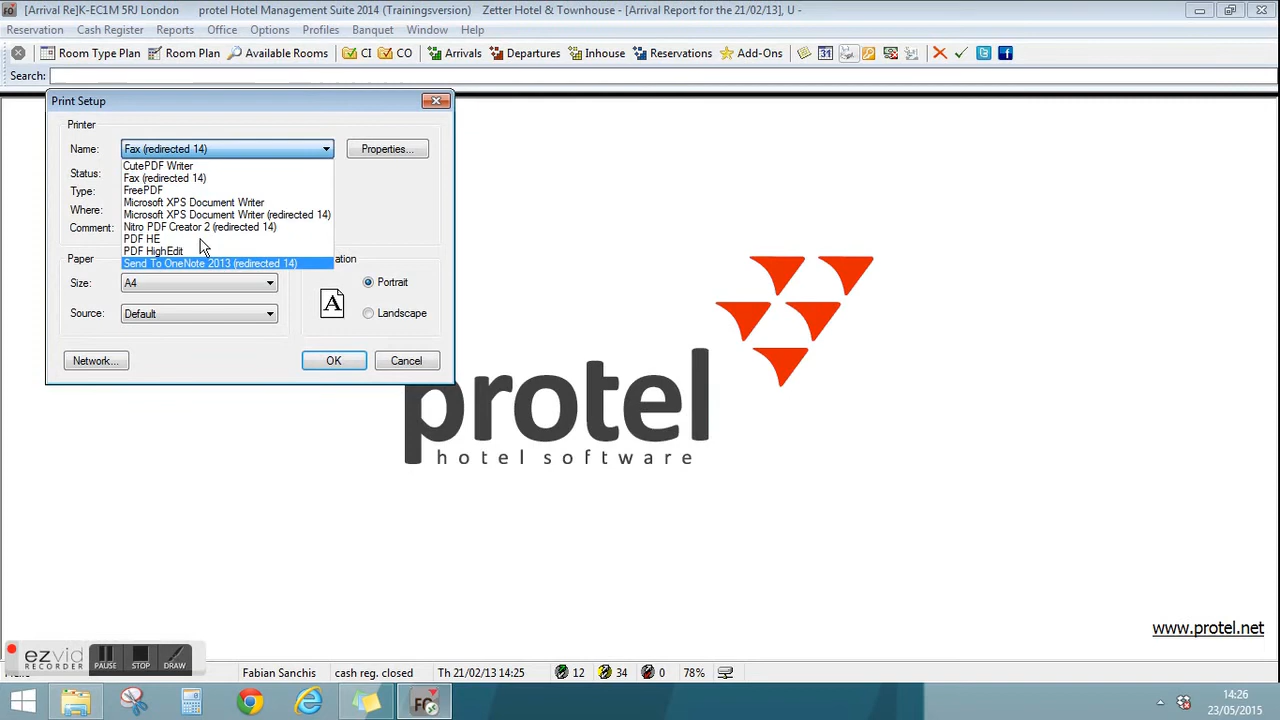 [Arrival Re]K-EC1M 5RJ London protel Hotel Management Suite 2014 (Trainingsversion) Zetter Hotel & Townhouse - [Arrival Report for the 21/02/13], U -
Reservation Cash Register Reports Office Options Profiles Banquet Window Help
Room Type Plan Room Plan Available Rooms CI CO Arrivals Departures Inhouse Reservations Add-Ons 31
Search:
Print Setup
Printer
Name: Fax (redirected 14) Properties...
CutePDF Writer
Status: Fax (redirected 14)
Type: FreePDF
Microsoft XPS Document Writer
Where: Microsoft XPS Document Writer (redirected 14)
Comment: Nitro PDF Creator 2 (redirected 14)
PDF HE
PDF HighEdit
Paper Send To OneNote 2013 (redirected 14)
Size: A4 A Portrait
Source: Default Landscape
Network... OK Cancel
protel
hotel software
www.protel.net
ezvid
RECORDER PAUSE STOP DRAW
Fabian Sanchis cash reg. closed Th 21/02/13 14:25 12 34 0 78%
14:26
23/05/2015